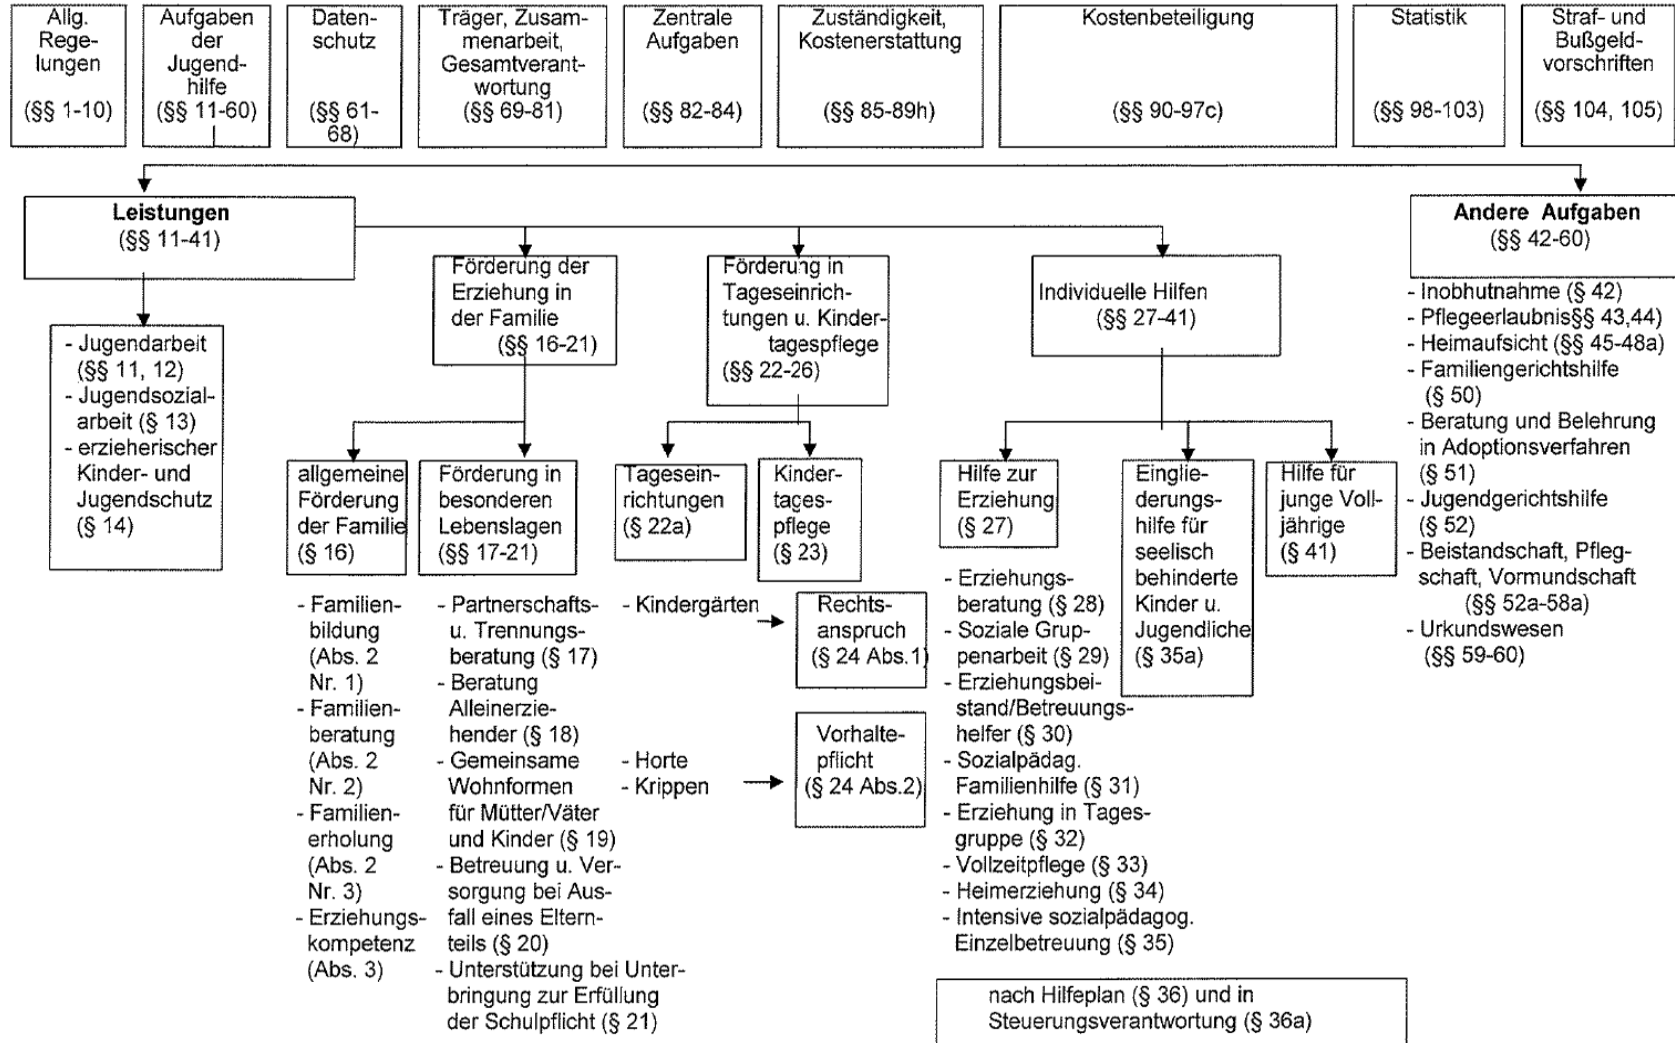 Allg.
Rege-
lungen
(§§ 1-10)
Aufgaben
der
Jugend-
hilfe
(§§ 11-60)
Daten-
schutz
(§§ 61-
68)
Träger, Zusam-
menarbeit,
Gesamtverant-
wortung
(§§ 69-81)
Zentrale
Aufgaben
(§§ 82-84)
Zuständigkeit,
Kostenerstattung
(§§ 85-89h)
Kostenbeteiligung
(§§ 90-97c)
Statistik
(§§ 98-103)
Straf- und
Bußgeld-
vorschriften
(§§ 104, 105)
Leistungen
(§§ 11-41)
Andere Aufgaben
(§§ 42-60)
- Jugendarbeit
(§§ 11, 12)
- Jugendsozial-
arbeit (§ 13)
- erzieherischer
Kinder- und
Jugendschutz
(§ 14)
Förderung der
Erziehung in
der Familie
(§§ 16-21)
Förderung in
Tageseinrich-
tungen u. Kinder-
tagespflege
(§§ 22-26)
Individuelle Hilfen
(§§ 27-41)
- Inobhutnahme (§ 42)
- Pflegeerlaubnis§§ 43,44)
- Heimaufsicht (§§ 45-48a)
- Familiengerichtshilfe
(§ 50)
- Beratung und Belehrung
in Adoptionsverfahren
(§ 51)
- Jugendgerichtshilfe
(§ 52)
- Beistandschaft, Pfleg-
schaft, Vormundschaft
(§§ 52a-58a)
- Urkundswesen
(§§ 59-60)
allgemeine
Förderung
der Familie
(§ 16)
Förderung in
besonderen
Lebenslagen
(§§ 17-21)
Tagesein-
richtungen
(§ 22a)
Kinder-
tages-
pflege
(§ 23)
Hilfe zur
Erziehung
(§ 27)
Einglie-
derungs-
hilfe für
seelisch
behinderte
Kinder u.
Jugendliche
(§ 35a)
Hilfe für
junge Voll-
jährige
(§ 41)
- Familien-
bildung
(Abs. 2
Nr. 1)
- Familien-
beratung
(Abs. 2
Nr. 2)
- Familien-
erholung
(Abs. 2
Nr. 3)
- Erziehungs-
kompetenz
(Abs. 3)
- Partnerschafts-
u. Trennungs-
beratung (§ 17)
- Beratung
Alleinerzie-
hender (§ 18)
- Gemeinsame
Wohnformen
für Mütter/Väter
und Kinder (§ 19)
- Betreuung u. Ver-
sorgung bei Aus-
fall eines Eltern-
teils (§ 20)
- Unterstützung bei Unter-
bringung zur Erfüllung
der Schulpflicht (§ 21)
- Kindergärten
Rechts-
anspruch
(§ 24 Abs.1)
- Horte
- Krippen
Vorhalte-
pflicht
(§ 24 Abs.2)
- Erziehungs-
beratung (§ 28)
- Soziale Grup-
penarbeit (§ 29)
- Erziehungsbei-
stand/Betreuungs-
helfer (§ 30)
- Sozialpädag.
Familienhilfe (§ 31)
- Erziehung in Tages-
gruppe (§ 32)
- Vollzeitpflege (§ 33)
- Heimerziehung (§ 34)
- Intensive sozialpädagog.
Einzelbetreuung (§ 35)
nach Hilfeplan (§ 36) und in
Steuerungsverantwortung (§ 36a)